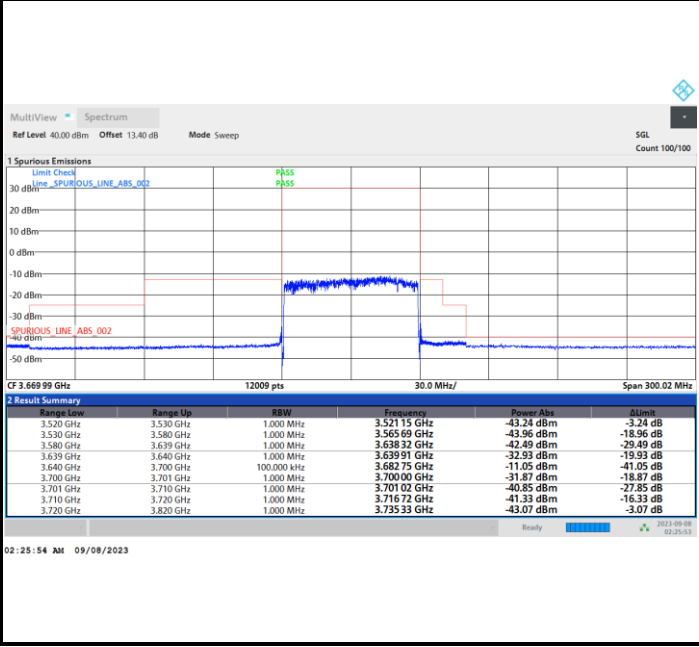 MultiView Spectrum
Ref Level 40.00 dBm Offset 13.40 dB Mode Sweep SGL
Count 100/100
1 Spurious Emissions
Limit Check PASS
Line _SPURIOUS_LINE_ABS_002 PASS
30 dBm
20 dBm
10 dBm
0 dBm
-10 dBm
-20 dBm
-30 dBm
_SPURIOUS_LINE_ABS_002
-40 dBm
-50 dBm
CF 3.669 99 GHz 12009 pts 30.0 MHz/ Span 300.02 MHz
2 Result Summary
Range Low Range Up RBW Frequency Power Abs ΔLimit
3.520 GHz 3.530 GHz 1.000 MHz 3.521 15 GHz -43.24 dBm -3.24 dB
3.530 GHz 3.580 GHz 1.000 MHz 3.565 69 GHz -43.96 dBm -18.96 dB
3.580 GHz 3.639 GHz 1.000 MHz 3.638 32 GHz -42.49 dBm -29.49 dB
3.639 GHz 3.640 GHz 1.000 MHz 3.639 91 GHz -32.93 dBm -19.93 dB
3.640 GHz 3.700 GHz 100.000 kHz 3.682 75 GHz -11.05 dBm -41.05 dB
3.700 GHz 3.701 GHz 1.000 MHz 3.700 00 GHz -31.87 dBm -18.87 dB
3.701 GHz 3.710 GHz 1.000 MHz 3.701 02 GHz -40.85 dBm -27.85 dB
3.710 GHz 3.720 GHz 1.000 MHz 3.716 72 GHz -41.33 dBm -16.33 dB
3.720 GHz 3.820 GHz 1.000 MHz 3.735 33 GHz -43.07 dBm -3.07 dB
Ready 2023-09-08
02:25:53
02:25:54 AM 09/08/2023